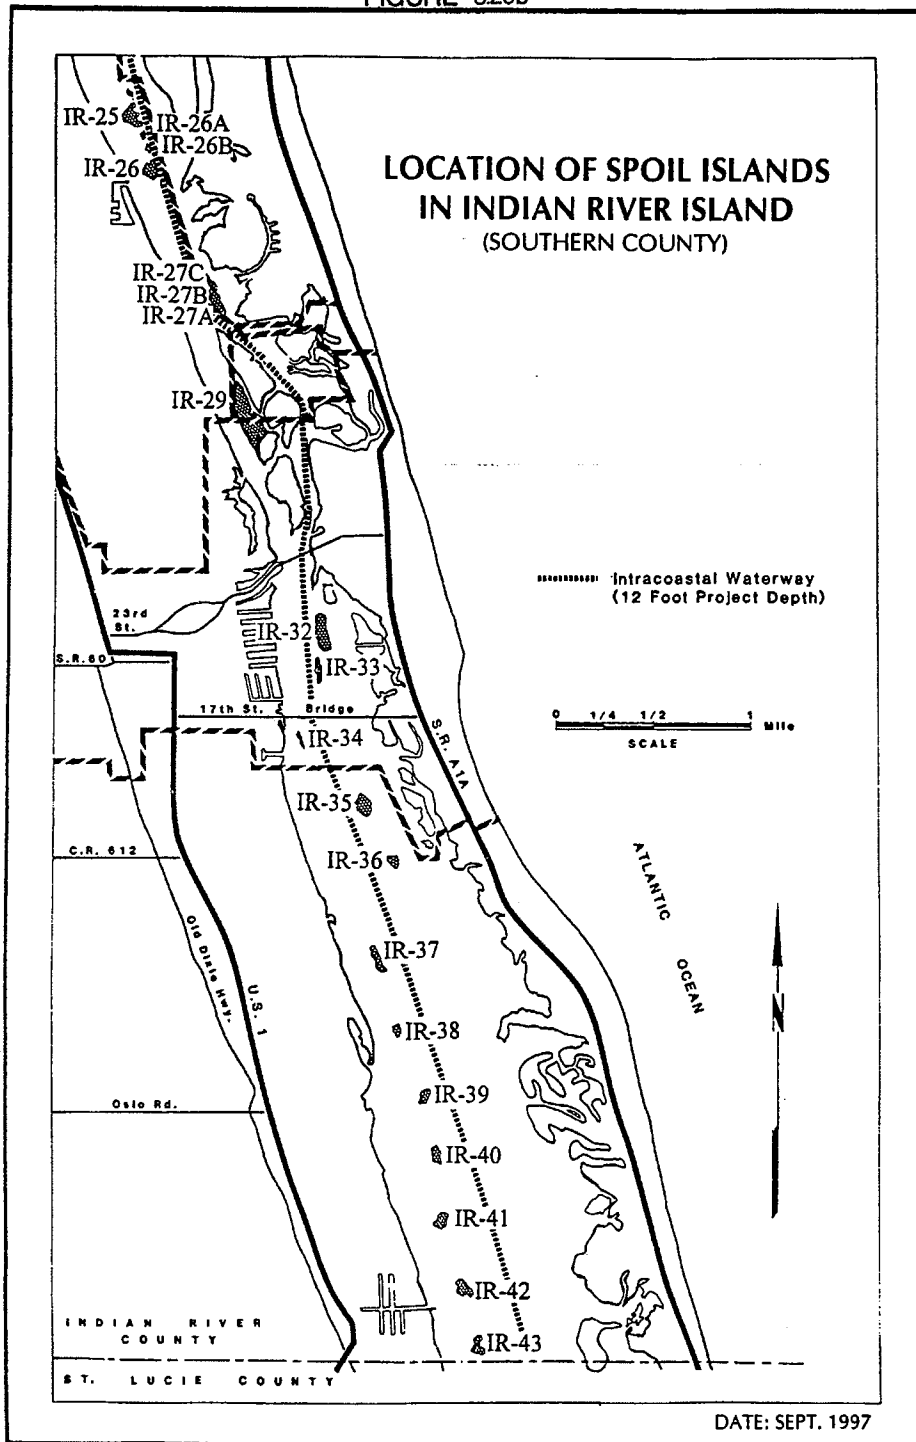 LOCATION OF SPOIL ISLANDS
IN INDIAN RIVER ISLAND
(SOUTHERN COUNTY)
IR-25
IR-26A
IR-26B
IR-26
IR-27C
IR-27B
IR-27A
IR-29
Intracoastal Waterway
(12 Foot Project Depth)
23rd
St.
IR-32
S.R.60
IR-33
17th St. Bridge
0 1/4 1/2 1 Mile
SCALE
S.R. A1A
IR-34
IR-35
C.R. 612
IR-36
ATLANTIC
OCEAN
Old Dixie Hwy.
U.S. 1
IR-37
N
IR-38
IR-39
Oslo Rd.
IR-40
IR-41
IR-42
IR-43
INDIAN RIVER
COUNTY
ST. LUCIE COUNTY
DATE: SEPT. 1997